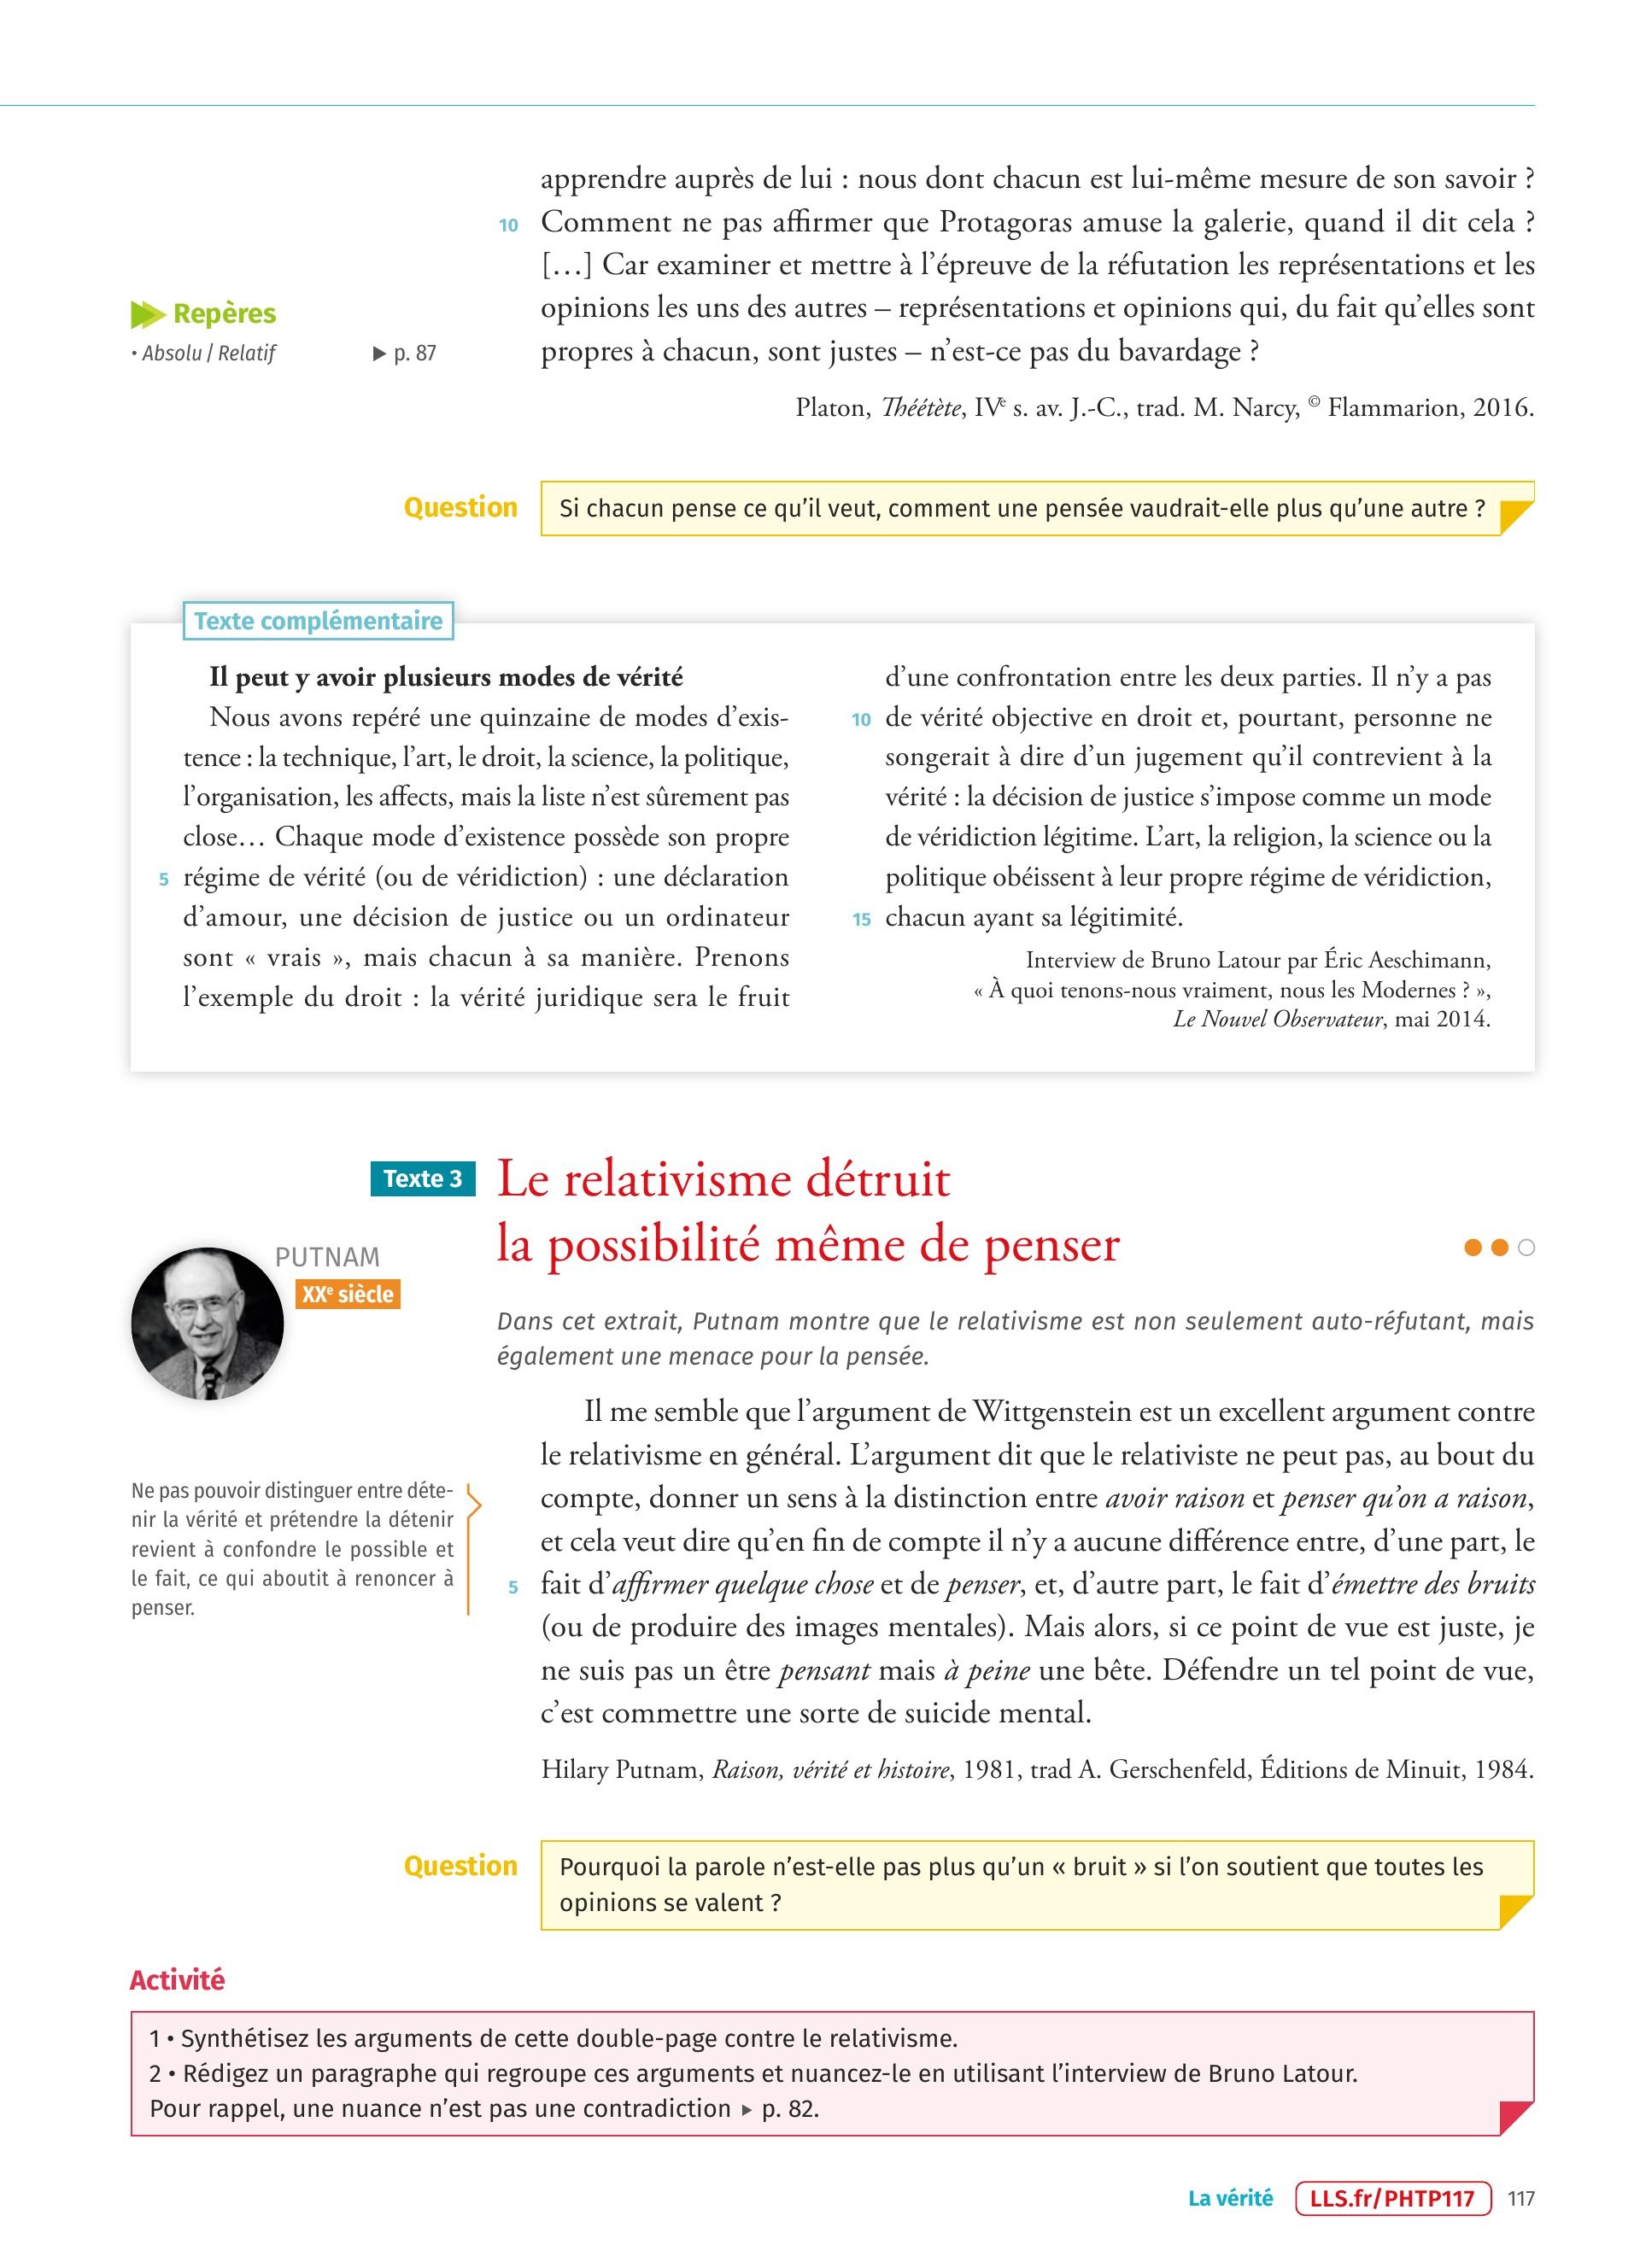 apprendre auprès de lui : nous dont chacun est lui-même mesure de son savoir ?
10 Comment ne pas affirmer que Protagoras amuse la galerie, quand il dit cela ?
[…] Car examiner et mettre à l’épreuve de la réfutation les représentations et les
opinions les uns des autres – représentations et opinions qui, du fait qu’elles sont
propres à chacun, sont justes – n’est-ce pas du bavardage ?
Platon, Théétète, IVe s. av. J.-C., trad. M. Narcy, © Flammarion, 2016.
Repères
• Absolu / Relatif ▶ p. 87
Question
Si chacun pense ce qu’il veut, comment une pensée vaudrait-elle plus qu’une autre ?
Texte complémentaire
Il peut y avoir plusieurs modes de vérité
Nous avons repéré une quinzaine de modes d’exis-
tence : la technique, l’art, le droit, la science, la politique,
l’organisation, les affects, mais la liste n’est sûrement pas
close… Chaque mode d’existence possède son propre
5 régime de vérité (ou de véridiction) : une déclaration
d’amour, une décision de justice ou un ordinateur
sont « vrais », mais chacun à sa manière. Prenons
l’exemple du droit : la vérité juridique sera le fruit
d’une confrontation entre les deux parties. Il n’y a pas
10 de vérité objective en droit et, pourtant, personne ne
songerait à dire d’un jugement qu’il contrevient à la
vérité : la décision de justice s’impose comme un mode
de véridiction légitime. L’art, la religion, la science ou la
politique obéissent à leur propre régime de véridiction,
15 chacun ayant sa légitimité.
Interview de Bruno Latour par Éric Aeschimann,
« À quoi tenons-nous vraiment, nous les Modernes ? »,
Le Nouvel Observateur, mai 2014.
Texte 3
Le relativisme détruit
la possibilité même de penser
PUTNAM
XXe siècle
Dans cet extrait, Putnam montre que le relativisme est non seulement auto-réfutant, mais
également une menace pour la pensée.
Il me semble que l’argument de Wittgenstein est un excellent argument contre
le relativisme en général. L’argument dit que le relativiste ne peut pas, au bout du
compte, donner un sens à la distinction entre avoir raison et penser qu’on a raison,
et cela veut dire qu’en fin de compte il n’y a aucune différence entre, d’une part, le
5 fait d’affirmer quelque chose et de penser, et, d’autre part, le fait d’émettre des bruits
(ou de produire des images mentales). Mais alors, si ce point de vue est juste, je
ne suis pas un être pensant mais à peine une bête. Défendre un tel point de vue,
c’est commettre une sorte de suicide mental.
Hilary Putnam, Raison, vérité et histoire, 1981, trad A. Gerschenfeld, Éditions de Minuit, 1984.
Ne pas pouvoir distinguer entre déte-
nir la vérité et prétendre la détenir
revient à confondre le possible et
le fait, ce qui aboutit à renoncer à
penser.
Question
Pourquoi la parole n’est-elle pas plus qu’un « bruit » si l’on soutient que toutes les
opinions se valent ?
Activité
1 • Synthétisez les arguments de cette double-page contre le relativisme.
2 • Rédigez un paragraphe qui regroupe ces arguments et nuancez-le en utilisant l’interview de Bruno Latour.
Pour rappel, une nuance n’est pas une contradiction ▸ p. 82.
La vérité LLS.fr/PHTP117 117